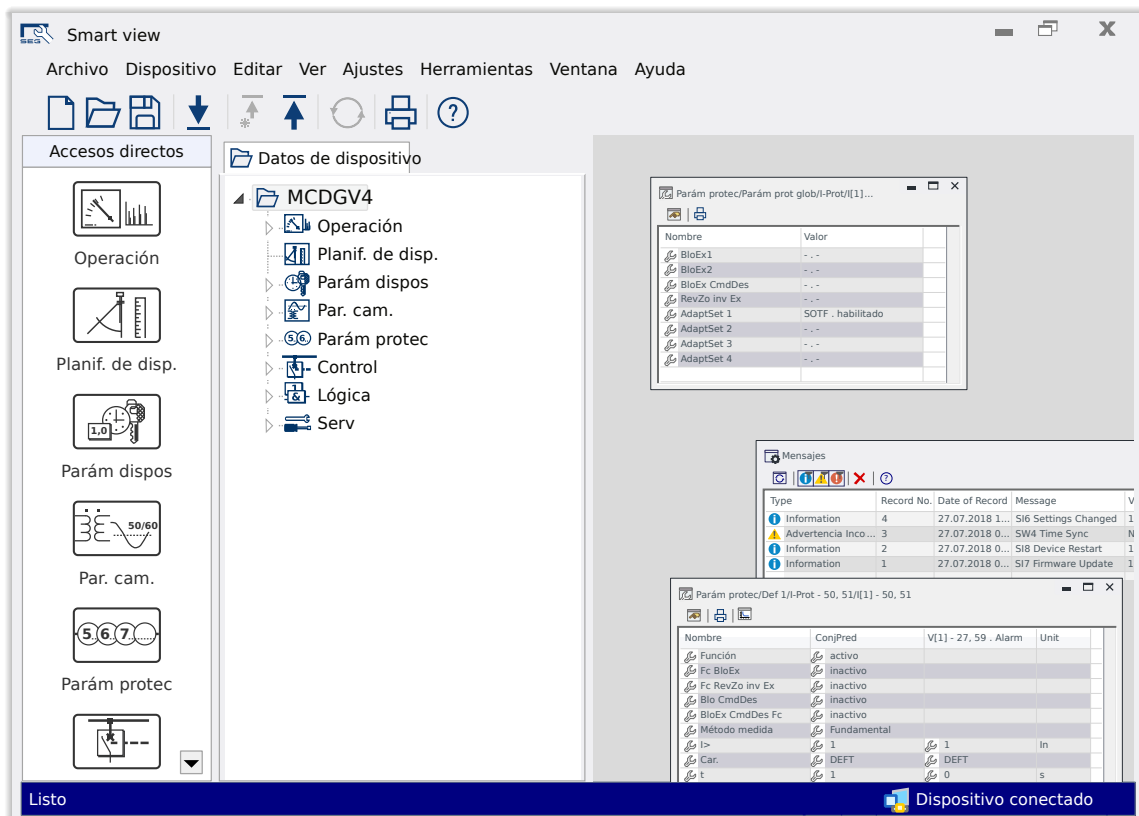 SEG
Smart view
Archivo Dispositivo Editar Ver Ajustes Herramientas Ventana Ayuda
Accesos directos
Operación
Planif. de disp.
1,0
Parám dispos
50/60
Par. cam.
5 6 7
Parám protec
Datos de dispositivo
MCDGV4
Operación
Planif. de disp.
Parám dispos
Par. cam.
5 6
Parám protec
Control
1
&
Lógica
Serv
Parám protec/Parám prot glob/I-Prot/I[1]...
Nombre Valor
BloEx1 - . -
BloEx2 - . -
BloEx CmdDes - . -
RevZo inv Ex - . -
AdaptSet 1 SOTF . habilitado
AdaptSet 2 - . -
AdaptSet 3 - . -
AdaptSet 4 - . -
Mensajes
Type Record No. Date of Record Message V
Information 4 27.07.2018 1... SI6 Settings Changed 1
Advertencia Inco... 3 27.07.2018 0... SW4 Time Sync N
Information 2 27.07.2018 0... SI8 Device Restart 1
Information 1 27.07.2018 0... SI7 Firmware Update 1
Parám protec/Def 1/I-Prot - 50, 51/I[1] - 50, 51
Nombre ConjPred V[1] - 27, 59 . Alarm Unit
Función activo
Fc BloEx inactivo
Fc RevZo inv Ex inactivo
Blo CmdDes inactivo
BloEx CmdDes Fc inactivo
Método medida Fundamental
I> 1 1 In
Car. DEFT DEFT
t 1 0 s
Listo
Dispositivo conectado